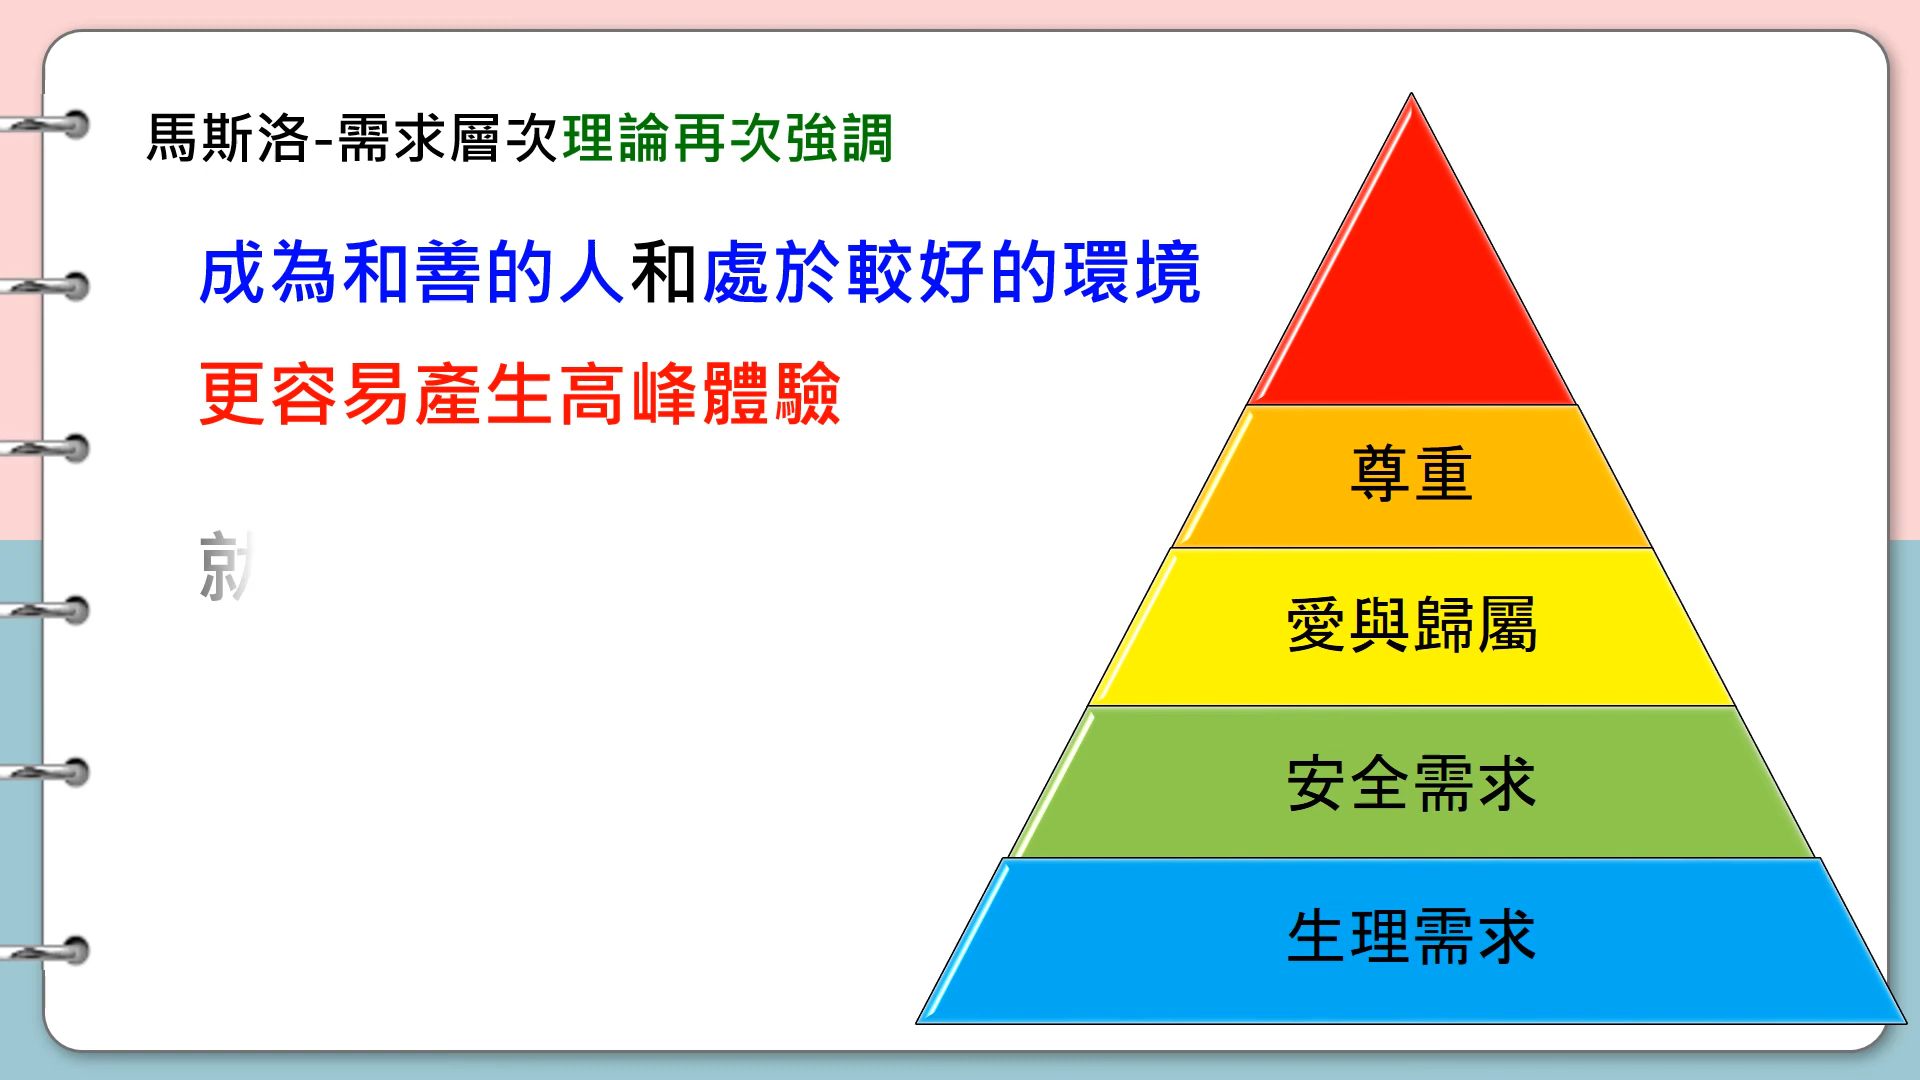 馬斯洛-需求層次理論再次強調
成為和善的人和處於較好的環境
更容易產生高峰體驗
就
尊重
愛與歸屬
安全需求
生理需求